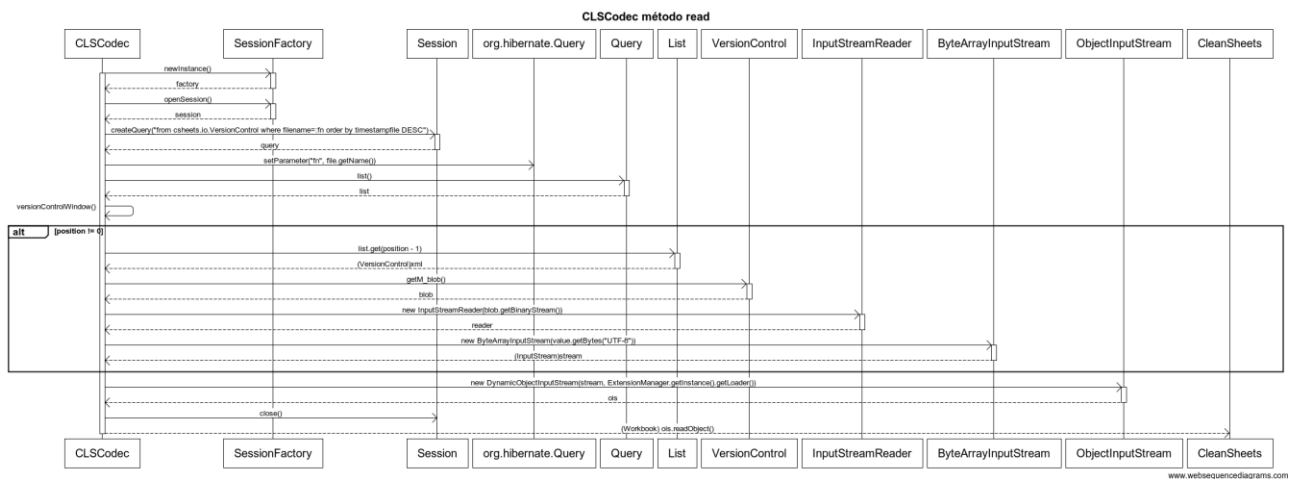 CLSCodec método read
CLSCodec SessionFactory Session org.hibernate.Query Query List VersionControl InputStreamReader ByteArrayInputStream ObjectInputStream CleanSheets
newInstance()
factory
openSession()
session
createQuery("from csheets.io.VersionControl where filename=:fn order by timestampfile DESC")
query
setParameter("fn", file.getName())
list()
list
versionControlWindow()
alt [position != 0]
list.get(position - 1)
(VersionControl)xml
getM_blob()
blob
new InputStreamReader(blob.getBinaryStream())
reader
new ByteArrayInputStream(value.getBytes("UTF-8"))
(InputStream)stream
new DynamicObjectInputStream(stream, ExtensionManager.getInstance().getLoader())
ois
close()
(Workbook) ois.readObject()
CLSCodec SessionFactory Session org.hibernate.Query Query List VersionControl InputStreamReader ByteArrayInputStream ObjectInputStream CleanSheets
www.websequencediagrams.com